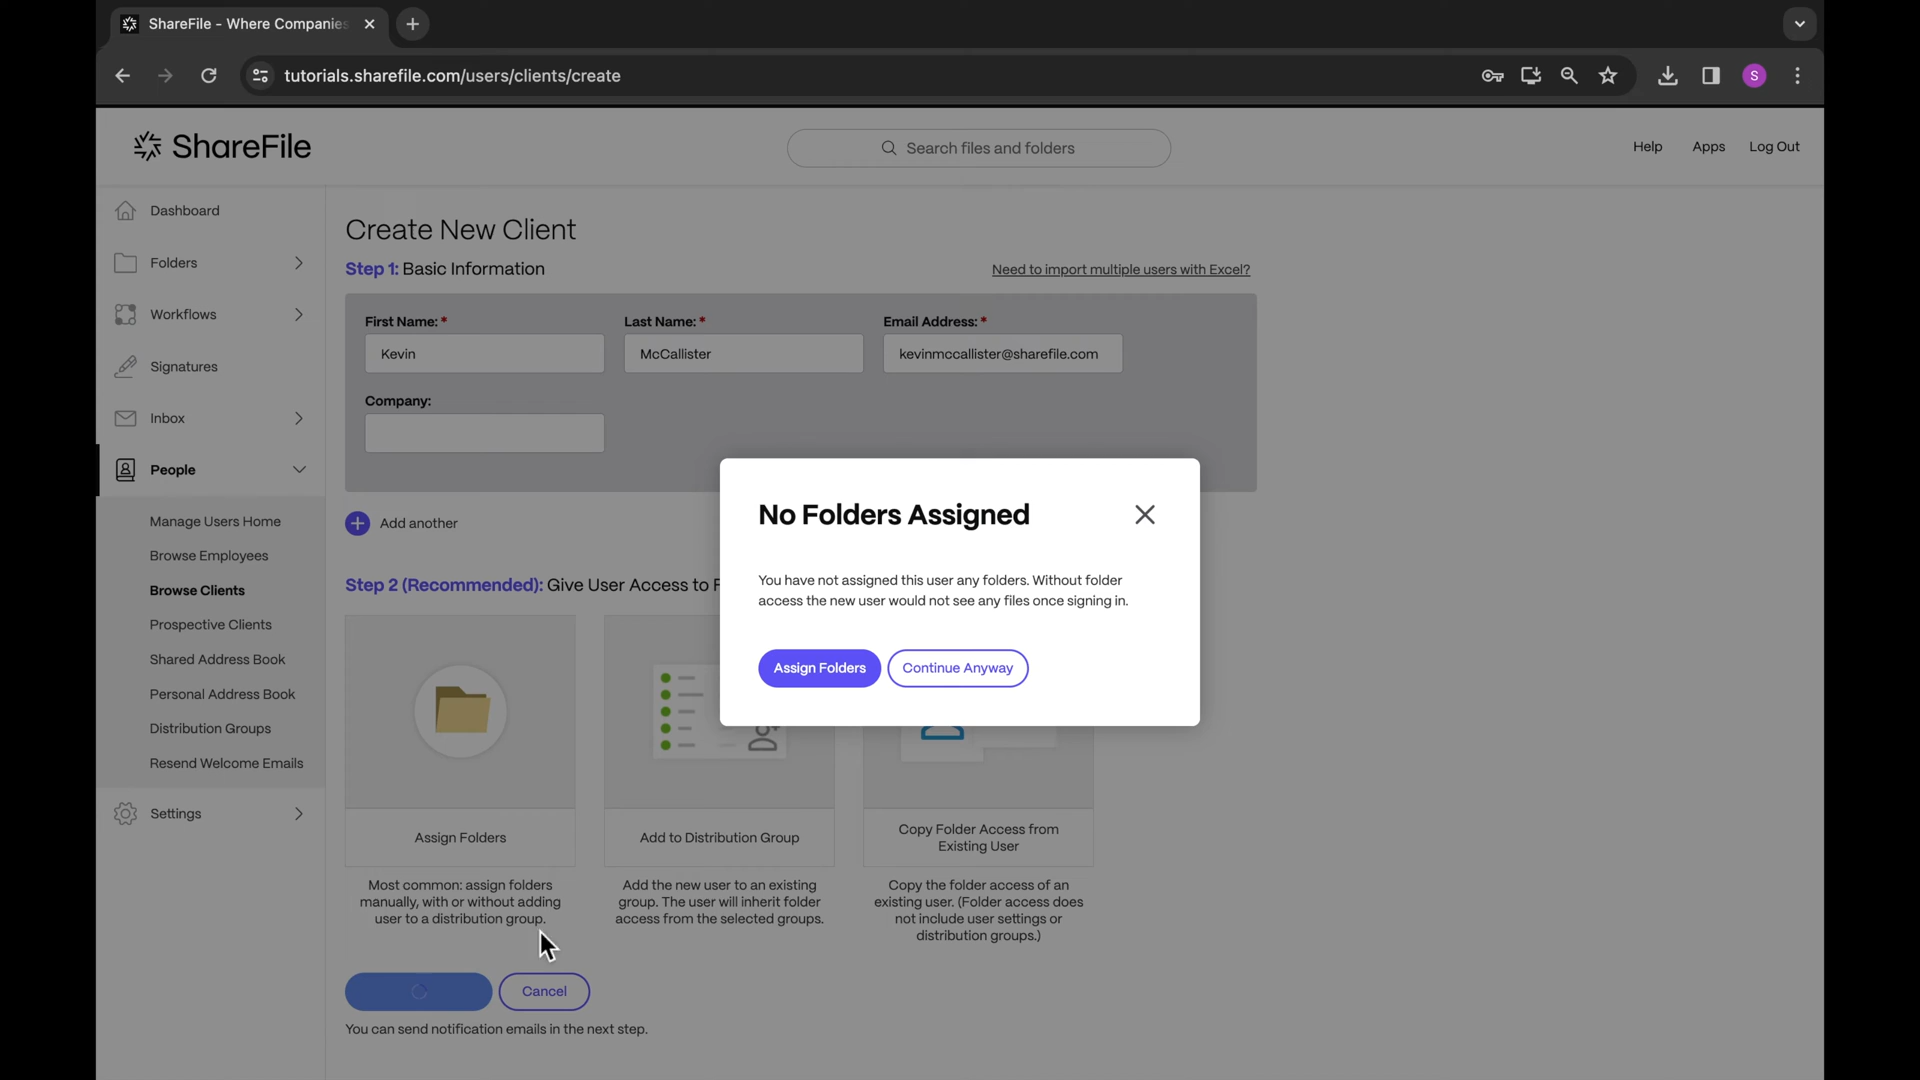 ShareFile - Where Companies
tutorials.sharefile.com/users/clients/create
S
ShareFile
Search files and folders
Help
Apps
Log Out
Dashboard
Folders
Workflows
Signatures
Inbox
People
Manage Users Home
Browse Employees
Browse Clients
Prospective Clients
Shared Address Book
Personal Address Book
Distribution Groups
Resend Welcome Emails
Settings
Create New Client
Step 1: Basic Information
Need to import multiple users with Excel?
First Name: *
Last Name: *
Email Address: *
Kevin
McCallister
kevinmccallister@sharefile.com
Company:
Add another
Step 2 (Recommended): Give User Access to F
No Folders Assigned
You have not assigned this user any folders. Without folder
access the new user would not see any files once signing in.
Assign Folders
Continue Anyway
Assign Folders
Most common: assign folders
manually, with or without adding
user to a distribution group.
Add to Distribution Group
Add the new user to an existing
group. The user will inherit folder
access from the selected groups.
Copy Folder Access from
Existing User
Copy the folder access of an
existing user. (Folder access does
not include user settings or
distribution groups.)
Cancel
You can send notification emails in the next step.